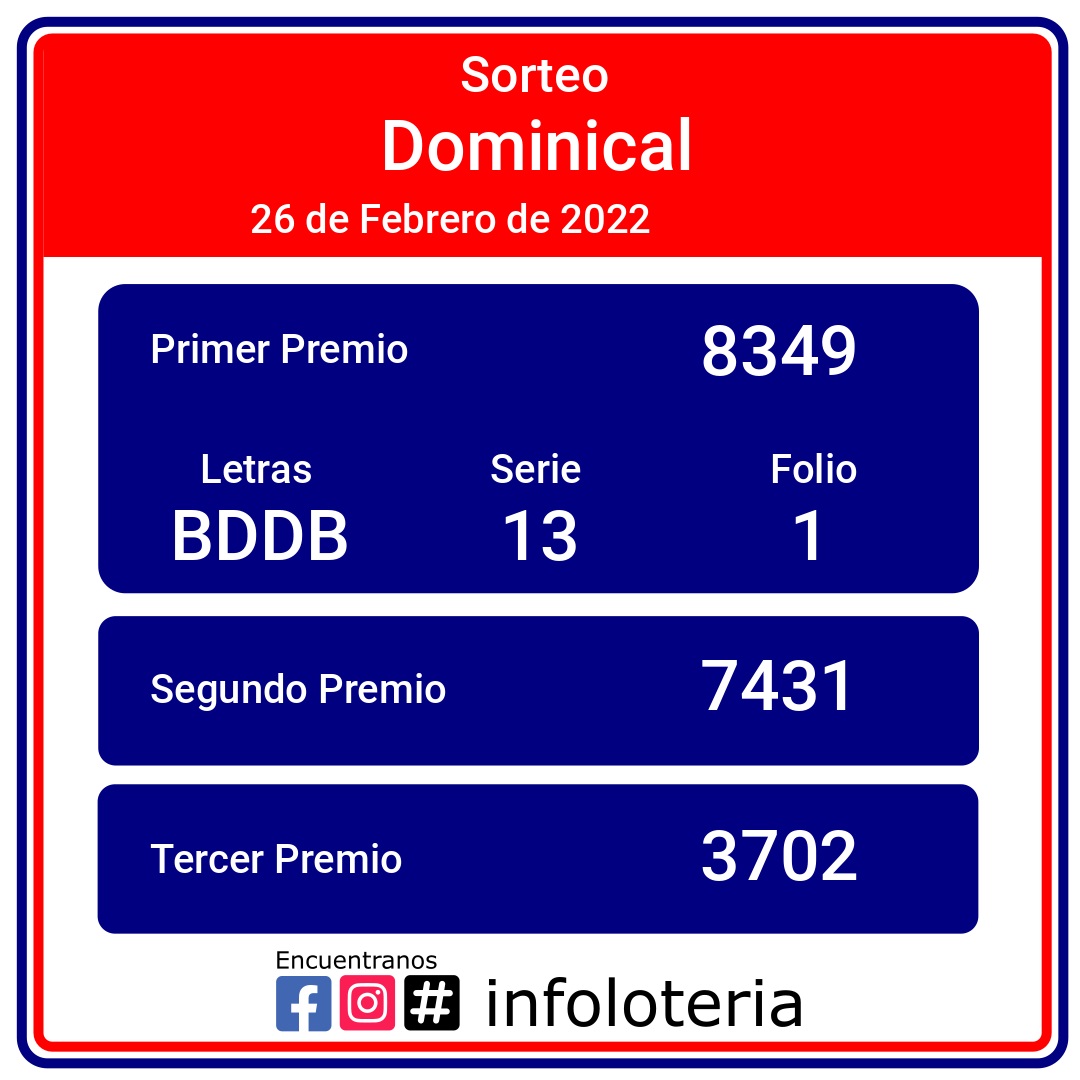 Sorteo
Dominical
26 de Febrero de 2022
Primer Premio 8349
Letras Serie Folio
BDDB 13 1
Segundo Premio 7431
Tercer Premio 3702
Encuentranos
# infoloteria